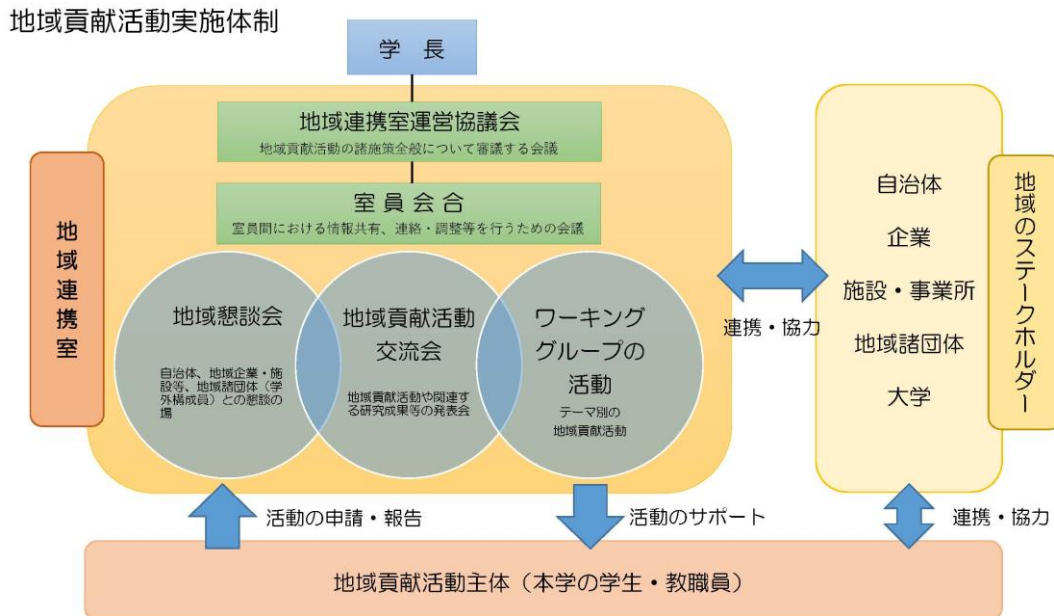 地域貢献活動実施体制
学　長
地域連携室運営協議会
地域貢献活動の諸施策全般について審議する会議
室 員 会 合
室員間における情報共有、連絡・調整等を行うための会議
地域連携室
地域懇談会
自治体、地域企業・施
設等、地域諸団体（学
外構成員）との懇談の
場
地域貢献活動
交流会
地域貢献活動や関連す
る研究成果等の発表会
ワーキング
グループの
活動
テーマ別の
地域貢献活動
連携・協力
自治体
企業
施設・事業所
地域諸団体
大学
地域のステークホルダー
活動の申請・報告
活動のサポート
連携・協力
地域貢献活動主体（本学の学生・教職員）